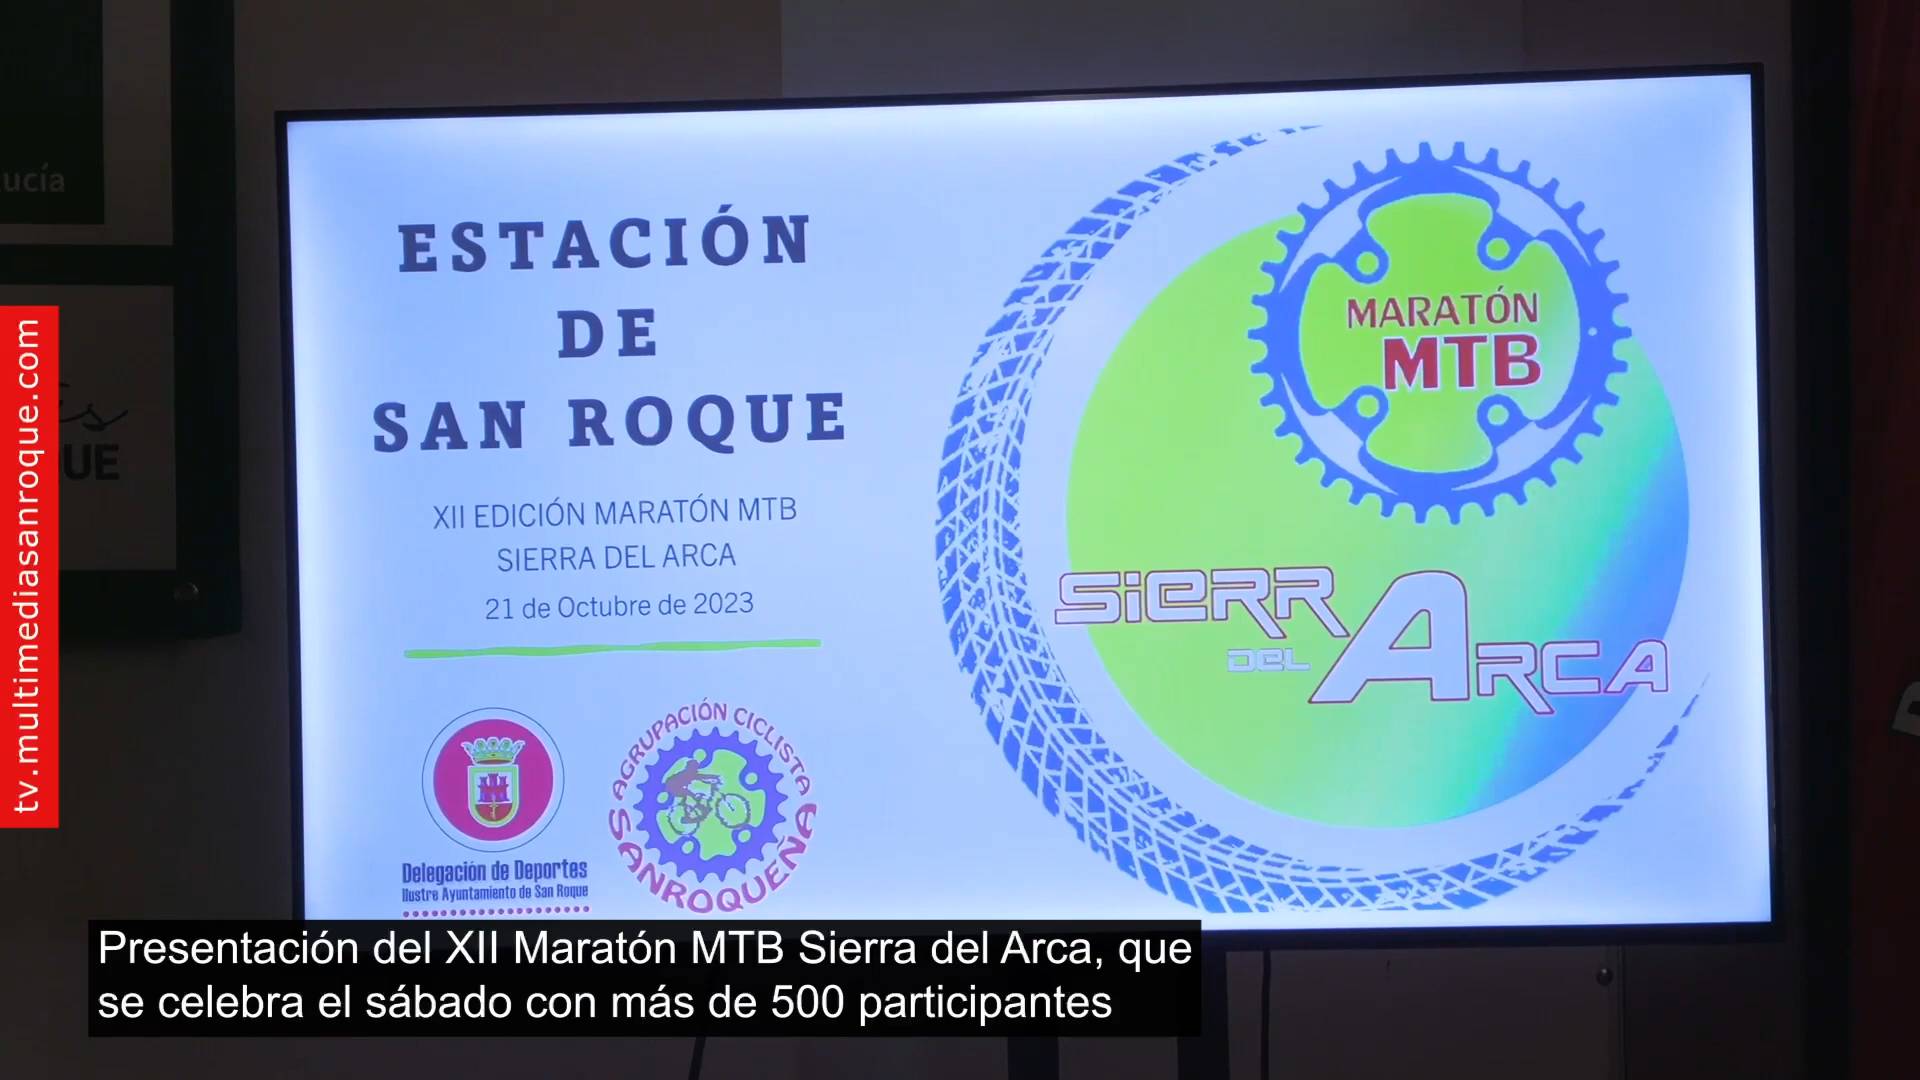 ucía
UE
tv.multimediasanroque.com
ESTACIÓN
DE
SAN ROQUE
XII EDICIÓN MARATÓN MTB
SIERRA DEL ARCA
21 de Octubre de 2023
Delegación de Deportes
Ilustre Ayuntamiento de San Roque
AGRUPACIÓN CICLISTA
SANROQUEÑA
MARATÓN
MTB
SIERRA
DEL
ARCA
Presentación del XII Maratón MTB Sierra del Arca, que
se celebra el sábado con más de 500 participantes